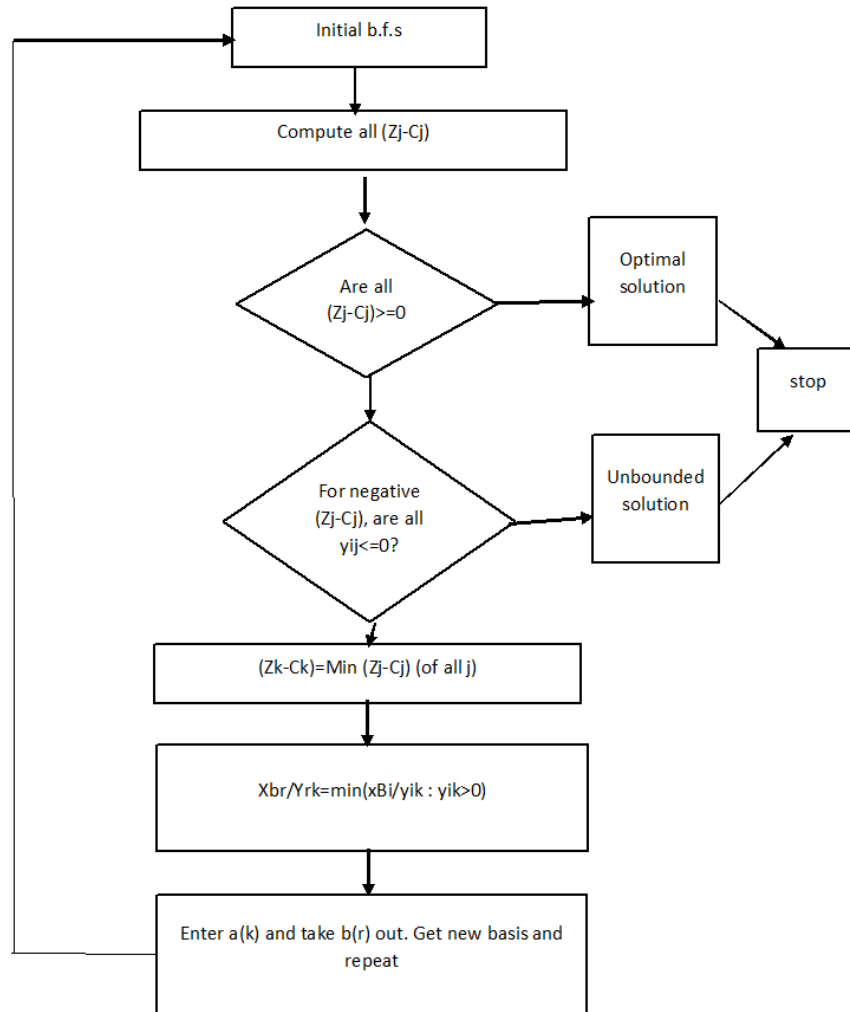 Initial b.f.s
Compute all (Zj-Cj)
Are all
(Zj-Cj)>=0
Optimal
solution
stop
For negative
(Zj-Cj), are all
yij<=0?
Unbounded
solution
(Zk-Ck)=Min (Zj-Cj) (of all j)
Xbr/Yrk=min(xBi/yik : yik>0)
Enter a(k) and take b(r) out. Get new basis and
repeat